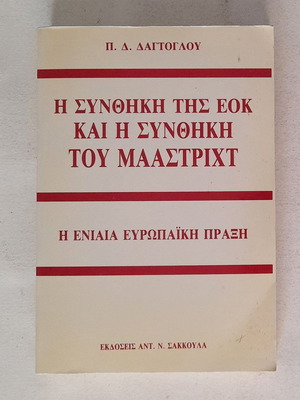 Π. Δ. ΔΑΓΤΟΓΛΟΥ
Η ΣΥΝΘΗΚΗ ΤΗΣ ΕΟΚ
ΚΑΙ Η ΣΥΝΘΗΚΗ
ΤΟΥ ΜΑΑΣΤΡΙΧΤ
Η ΕΝΙΑΙΑ ΕΥΡΩΠΑΪΚΗ ΠΡΑΞΗ
ΕΚΔΟΣΕΙΣ ΑΝΤ. Ν. ΣΑΚΚΟΥΛΑ